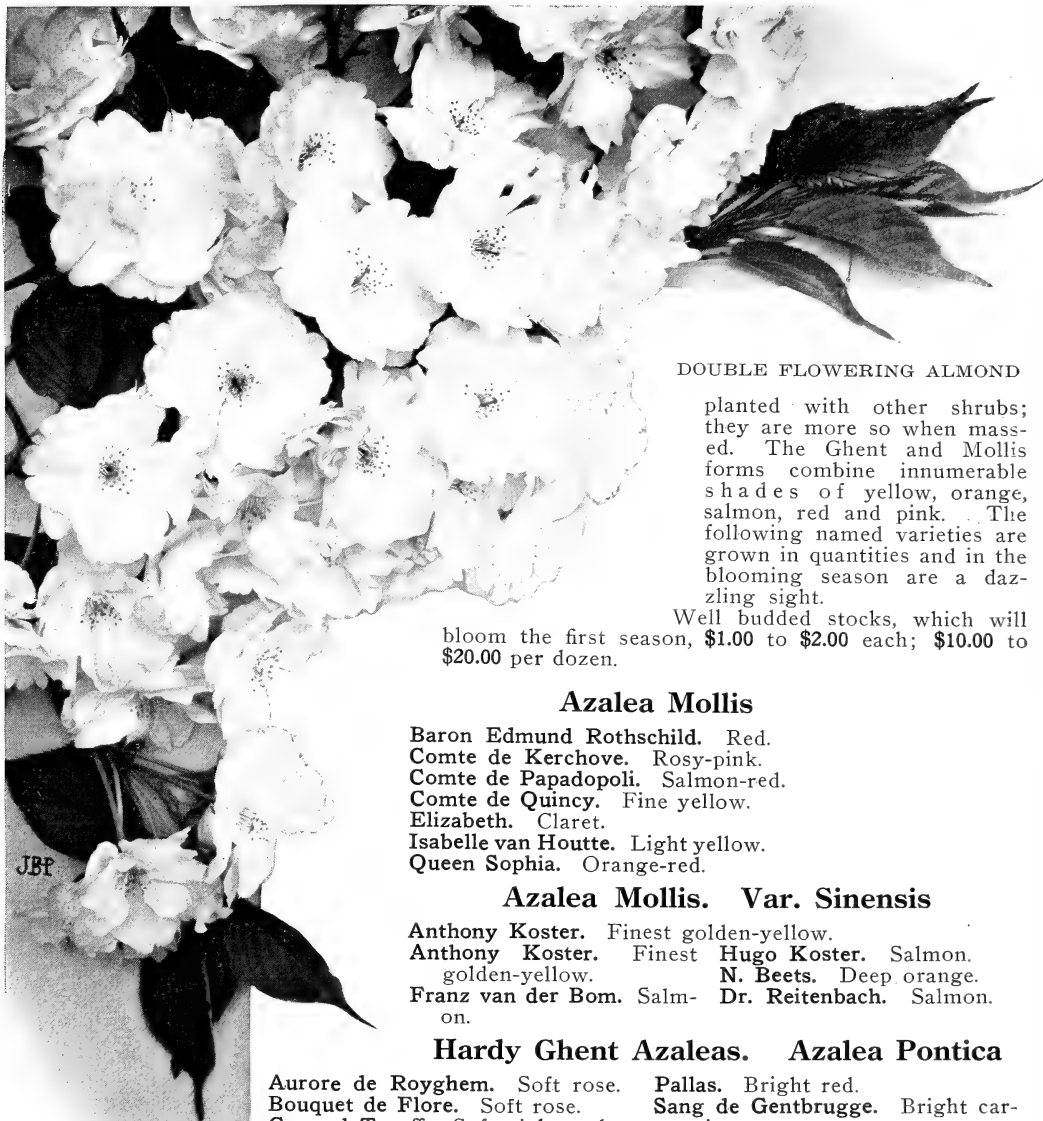 DOUBLE FLOWERING ALMOND
planted with other shrubs;
they are more so when mass-
ed. The Ghent and Mollis
forms combine innumerable
shades of yellow, orange,
salmon, red and pink. The
following named varieties are
grown in quantities and in the
blooming season are a daz-
zling sight.
Well budded stocks, which will
bloom the first season, $1.00 to $2.00 each; $10.00 to
$20.00 per dozen.
Azalea Mollis
Baron Edmund Rothschild. Red.
Comte de Kerchove. Rosy-pink.
Comte de Papadopoli. Salmon-red.
Comte de Quincy. Fine yellow.
Elizabeth. Claret.
Isabelle van Houtte. Light yellow.
Queen Sophia. Orange-red.
JBP
Azalea Mollis. Var. Sinensis
Anthony Koster. Finest golden-yellow.
Anthony Koster. Finest
golden-yellow.
Franz van der Bom. Salm-
on.
Hugo Koster. Salmon.
N. Beets. Deep orange.
Dr. Reitenbach. Salmon.
Hardy Ghent Azaleas. Azalea Pontica
Aurore de Royghem. Soft rose.
Bouquet de Flore. Soft rose.
Pallas. Bright red.
Sang de Gentbrugge. Bright car-